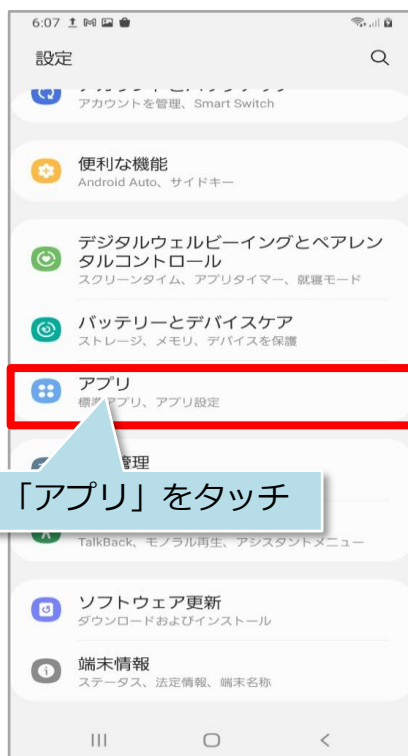 6:07
設定
アカウントを管理、Smart Switch
便利な機能
Android Auto、サイドキー
デジタルウェルビーイングとペアレン
タルコントロール
スクリーンタイム、アプリタイマー、就寝モード
バッテリーとデバイスケア
ストレージ、メモリ、デバイスを保護
アプリ
標準アプリ、アプリ設定
管理
「アプリ」をタッチ
TalkBack、モノラル再生、アシスタントメニュー
ソフトウェア更新
ダウンロードおよびインストール
端末情報
ステータス、法定情報、端末名称